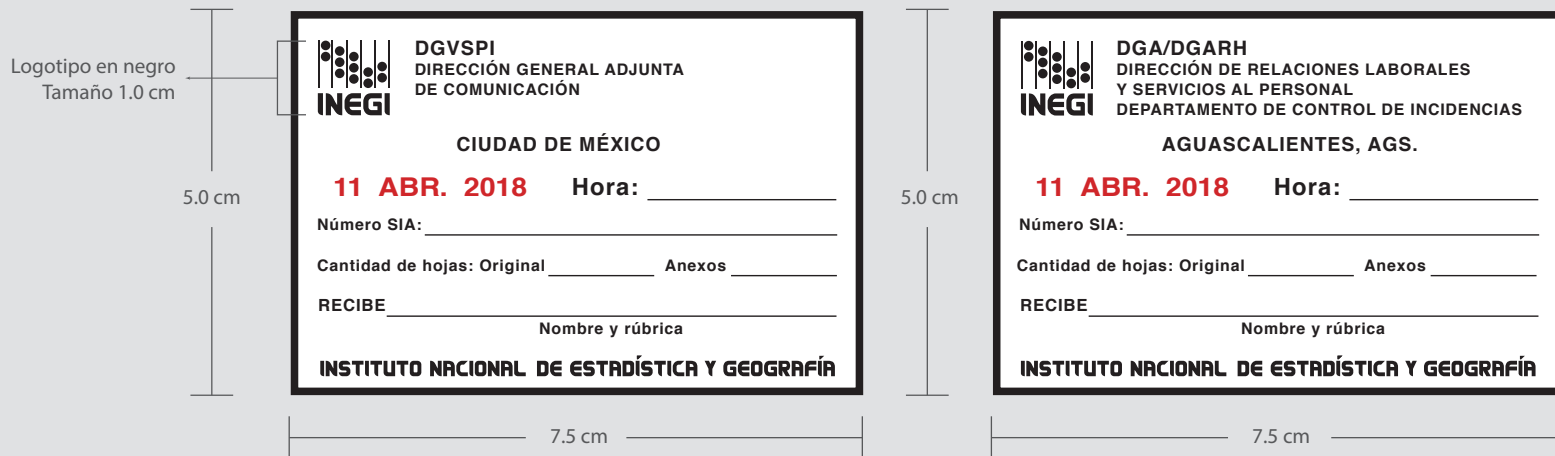 Logotipo en negro
Tamaño 1.0 cm
5.0 cm
INEGI
DGVSPI
DIRECCIÓN GENERAL ADJUNTA
DE COMUNICACIÓN
CIUDAD DE MÉXICO
11 ABR. 2018 Hora:
Número SIA:
Cantidad de hojas: Original Anexos
RECIBE
Nombre y rúbrica
INSTITUTO NACIONAL DE ESTADÍSTICA Y GEOGRAFÍA
7.5 cm
5.0 cm
INEGI
DGA/DGARH
DIRECCIÓN DE RELACIONES LABORALES
Y SERVICIOS AL PERSONAL
DEPARTAMENTO DE CONTROL DE INCIDENCIAS
AGUASCALIENTES, AGS.
11 ABR. 2018 Hora:
Número SIA:
Cantidad de hojas: Original Anexos
RECIBE
Nombre y rúbrica
INSTITUTO NACIONAL DE ESTADÍSTICA Y GEOGRAFÍA
7.5 cm